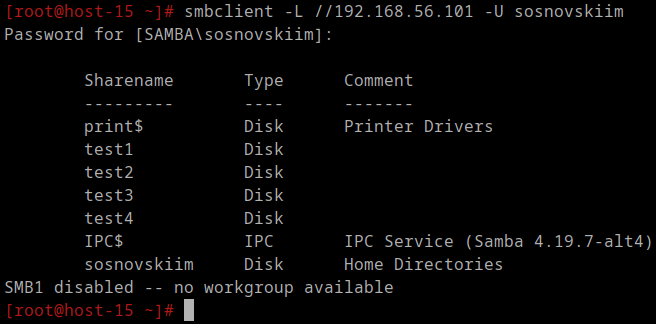 [root@host-15 ~]# smbclient -L //192.168.56.101 -U sosnovskiim
Password for [SAMBA\sosnovskiim]:
Sharename Type Comment
--------- ---- -------
print$ Disk Printer Drivers
test1 Disk
test2 Disk
test3 Disk
test4 Disk
IPC$ IPC IPC Service (Samba 4.19.7-alt4)
sosnovskiim Disk Home Directories
SMB1 disabled -- no workgroup available
[root@host-15 ~]#